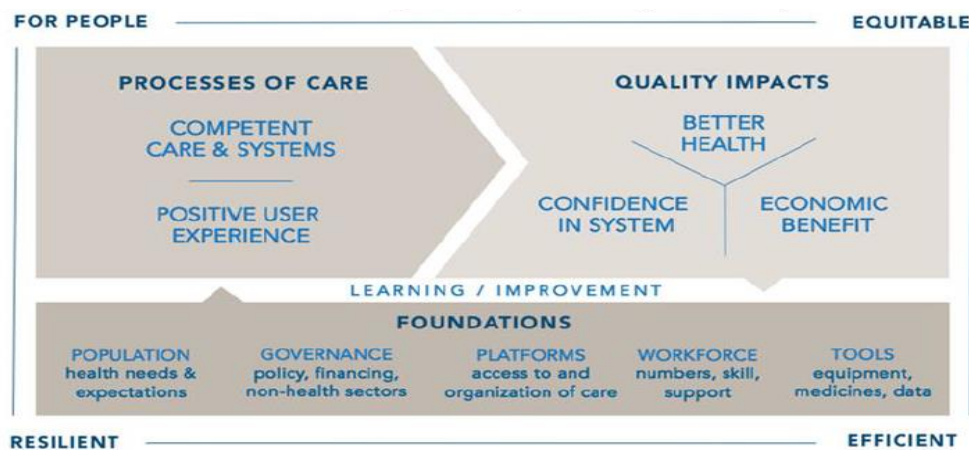 FOR PEOPLE
EQUITABLE
PROCESSES OF CARE
COMPETENT
CARE & SYSTEMS
POSITIVE USER
EXPERIENCE
QUALITY IMPACTS
BETTER
HEALTH
CONFIDENCE
IN SYSTEM
ECONOMIC
BENEFIT
LEARNING / IMPROVEMENT
FOUNDATIONS
POPULATION
health needs &
expectations
GOVERNANCE
policy, financing,
non-health sectors
PLATFORMS
access to and
organization of care
WORKFORCE
numbers, skill,
support
TOOLS
equipment,
medicines, data
RESILIENT
EFFICIENT